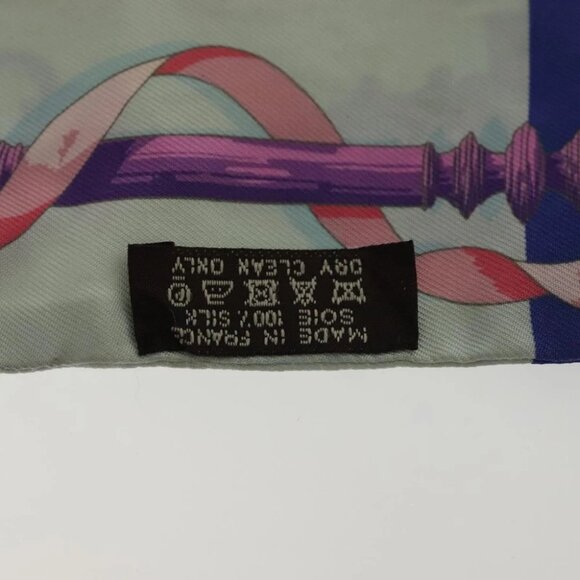 MADE IN FRANCE
SOIE 100% SILK
P
DRY CLEAN ONLY